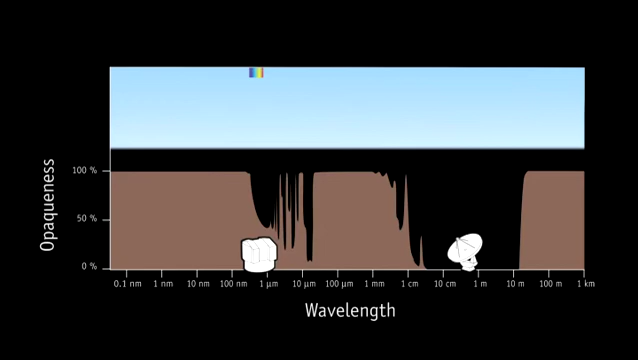 Opaqueness
100 %
50 %
0 %
0.1 nm 1 nm 10 nm 100 nm 1 µm 10 µm 100 µm 1 mm 1 cm 10 cm 1 m 10 m 100 m 1 km
Wavelength